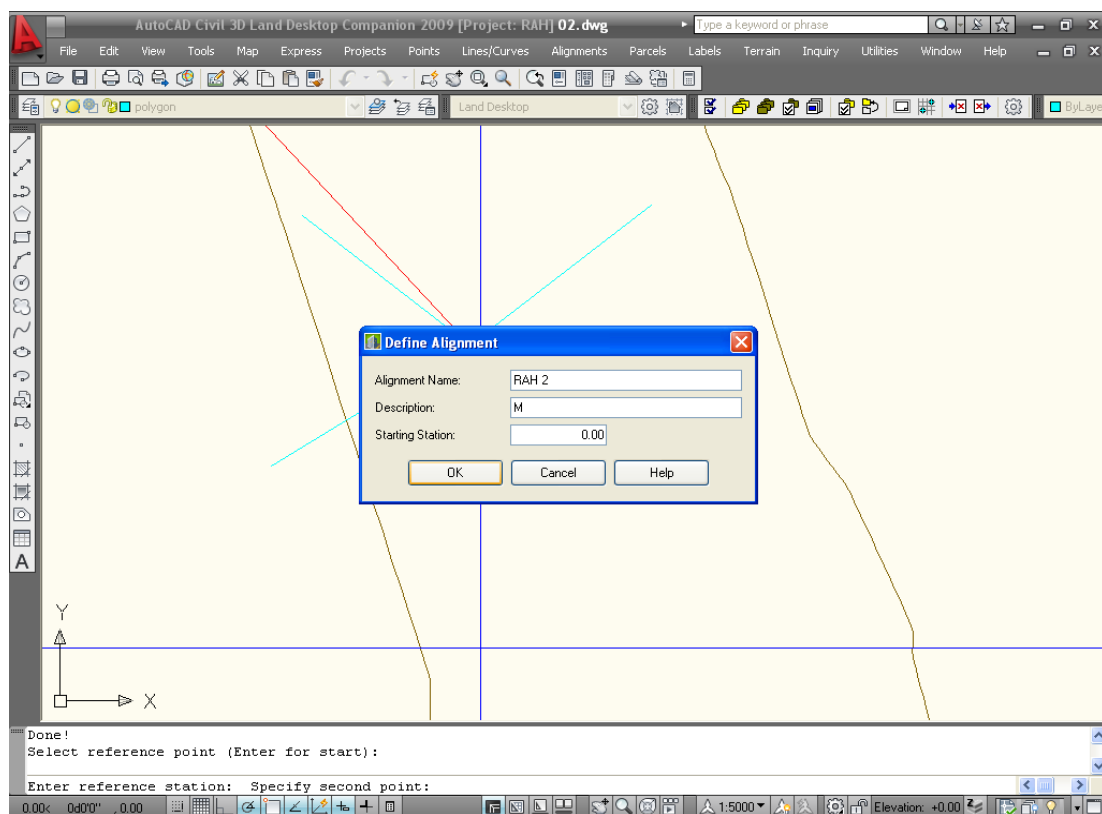 AutoCAD Civil 3D Land Desktop Companion 2009 [Project: RAH] 02.dwg
Type a keyword or phrase
File Edit View Tools Map Express Projects Points Lines/Curves Alignments Parcels Labels Terrain Inquiry Utilities Window Help
polygon
Land Desktop
ByLaye
Define Alignment
Alignment Name: RAH 2
Description: M
Starting Station: 0.00
OK Cancel Help
Y
X
A
Done!
Select reference point (Enter for start):
Enter reference station:  Specify second point:
0.00< 0d0'0" , 0.00 1:5000 Elevation: +0.00